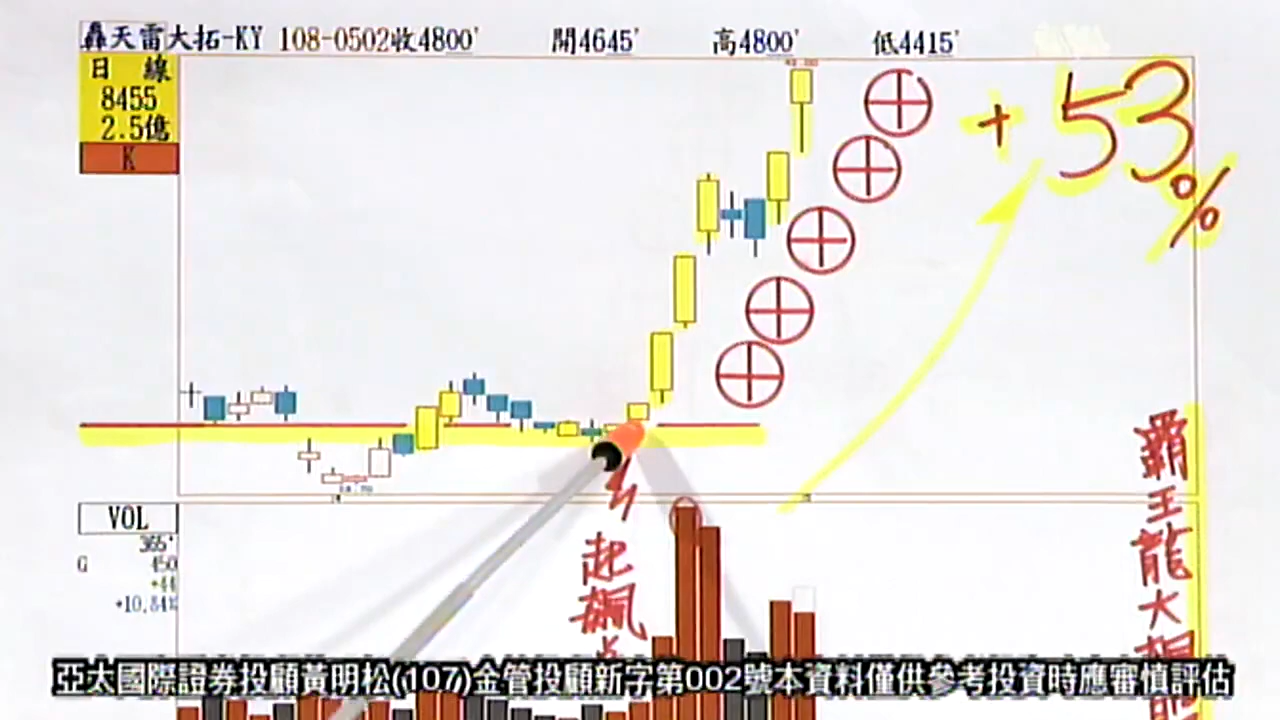 轟天雷大拓-KY 108-0502收4800' 開4645' 高4800' 低4415'
日 線
8455
2.5億
K
+53%
霸王龍大飆
VOL
365'
G 450
+44
+10.84%
起飆
亞太國際證券投顧黃明松(107)金管投顧新字第002號本資料僅供參考投資時應審慎評估